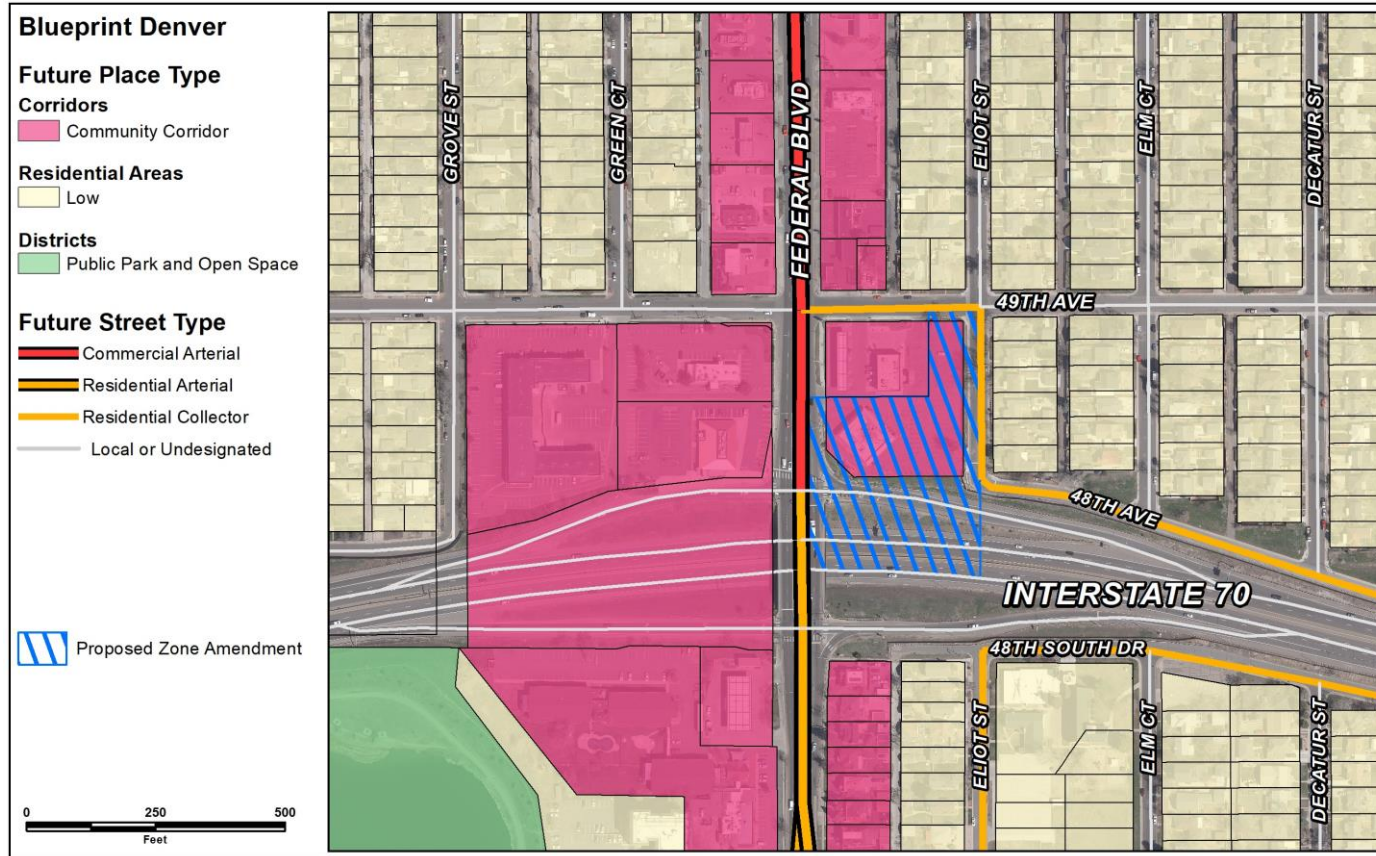 Blueprint Denver
Future Place Type
Corridors
Community Corridor
Residential Areas
Low
Districts
Public Park and Open Space
Future Street Type
Commercial Arterial
Residential Arterial
Residential Collector
Local or Undesignated
Proposed Zone Amendment
0 250 500
Feet
GROVE ST
GREEN CT
FEDERAL BLVD
ELIOT ST
ELM CT
DECATUR ST
49TH AVE
48TH AVE
INTERSTATE 70
48TH SOUTH DR
ELIOT ST
ELM CT
DECATUR ST